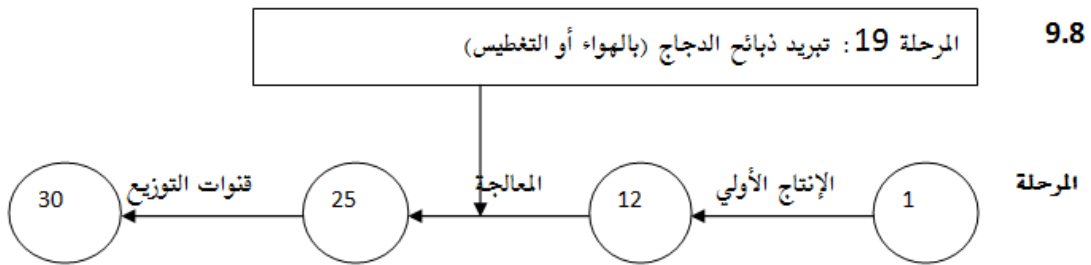 9.8
المرحلة 19: تبريد ذبائح الدجاج (بالهواء أو التغطيس)
المرحلة
1
الإنتاج الأولي
12
المعالجة
25
قنوات التوزيع
30